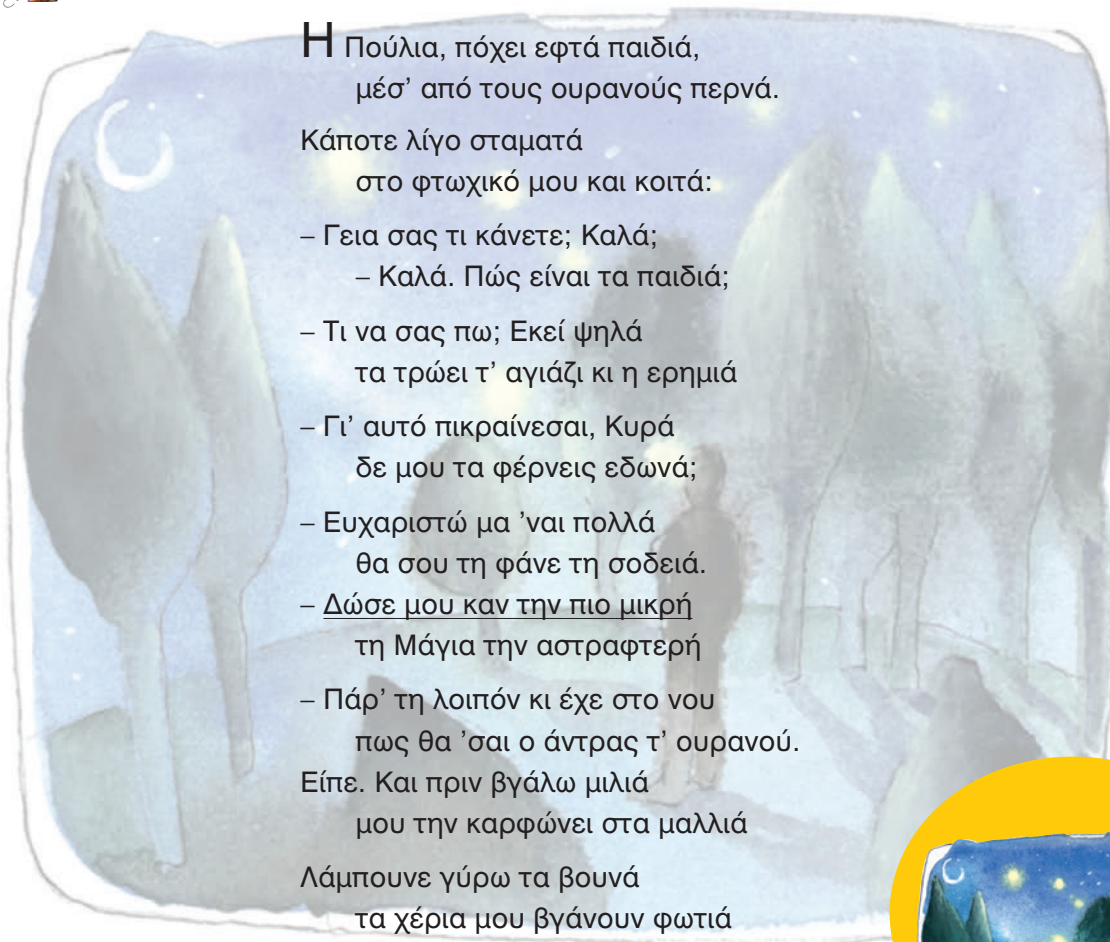 Η Πούλια, πόχει εφτά παιδιά,
μέσ' από τους ουρανούς περνά.
Κάποτε λίγο σταματά
στο φτωχικό μου και κοιτά:
– Γεια σας τι κάνετε; Καλά;
– Καλά. Πώς είναι τα παιδιά;
– Τι να σας πω; Εκεί ψηλά
τα τρώει τ' αγιάζι κι η ερημιά
– Γι' αυτό πικραίνεσαι, Κυρά
δε μου τα φέρνεις εδωνά;
– Ευχαριστώ μα 'ναι πολλά
θα σου τη φάνε τη σοδειά.
– Δώσε μου καν την πιο μικρή
τη Μάγια την αστραφτερή
– Πάρ' τη λοιπόν κι έχε στο νου
πως θα 'σαι ο άντρας τ' ουρανού.
Είπε. Και πριν βγάλω μιλιά
μου την καρφώνει στα μαλλιά
Λάμπουνε γύρω τα βουνά
τα χέρια μου βγάνουν φωτιά